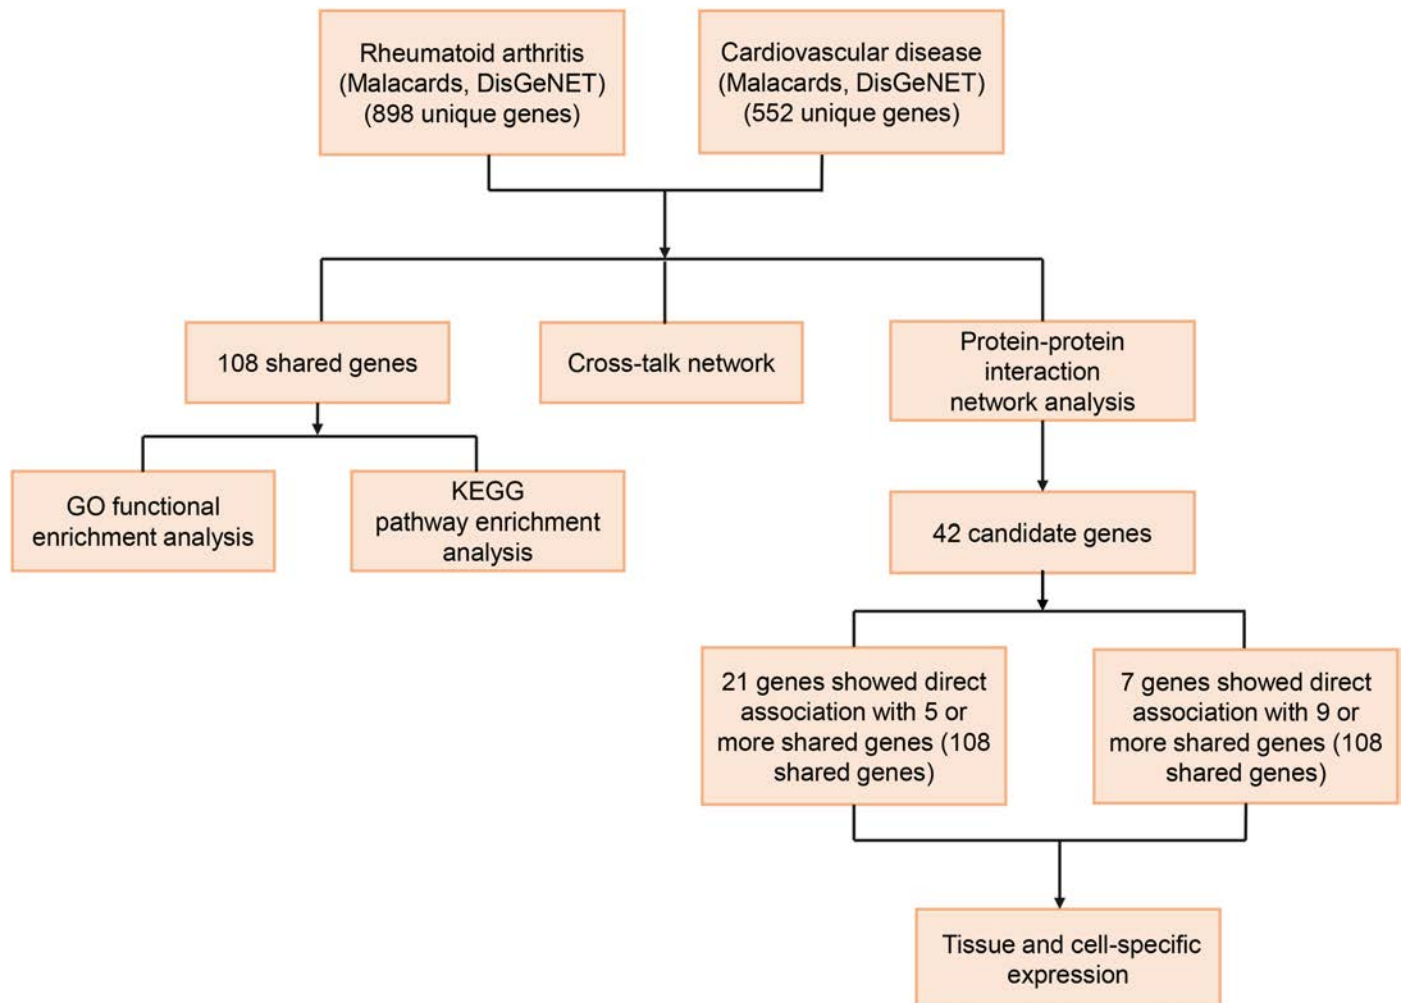 Rheumatoid arthritis
(Malacards, DisGeNET)
(898 unique genes)
Cardiovascular disease
(Malacards, DisGeNET)
(552 unique genes)
108 shared genes
Cross-talk network
Protein-protein
interaction
network analysis
GO functional
enrichment analysis
KEGG
pathway enrichment
analysis
42 candidate genes
21 genes showed direct
association with 5 or
more shared genes (108
shared genes)
7 genes showed direct
association with 9 or
more shared genes (108
shared genes)
Tissue and cell-specific
expression